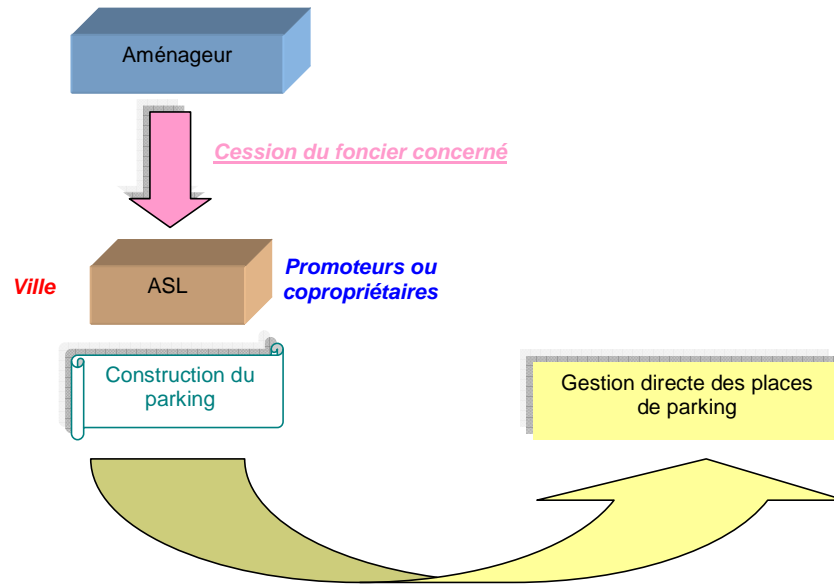 Aménageur
Cession du foncier concerné
Ville
ASL
Promoteurs ou
copropriétaires
Construction du
parking
Gestion directe des places
de parking